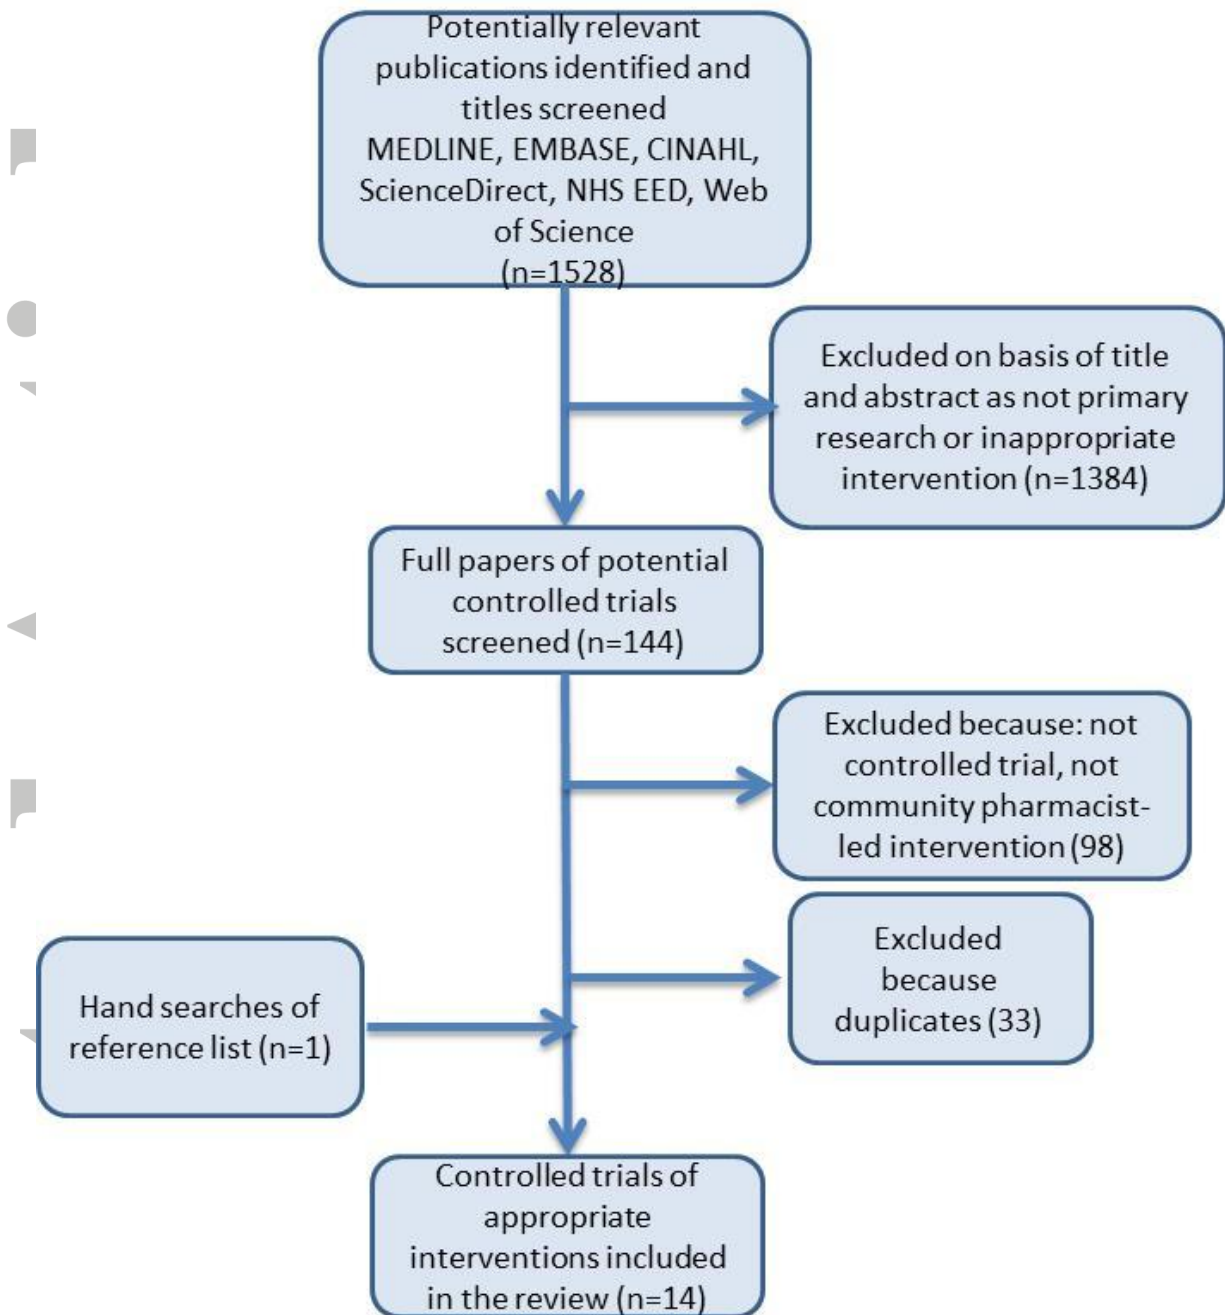 Potentially relevant
publications identified and
titles screened
MEDLINE, EMBASE, CINAHL,
ScienceDirect, NHS EED, Web
of Science
(n=1528)
Excluded on basis of title
and abstract as not primary
research or inappropriate
intervention (n=1384)
Full papers of potential
controlled trials
screened (n=144)
Excluded because: not
controlled trial, not
community pharmacist-
led intervention (98)
Excluded
because
duplicates (33)
Hand searches of
reference list (n=1)
Controlled trials of
appropriate
interventions included
in the review (n=14)